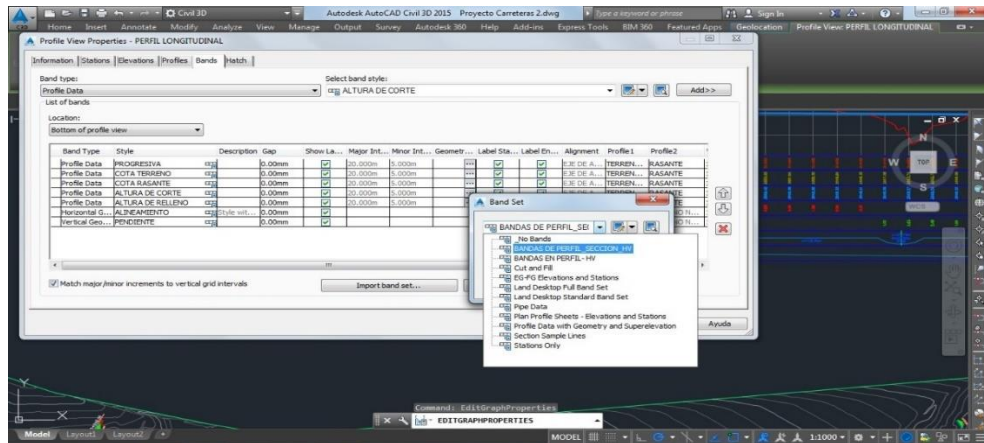 Civil 3D Autodesk AutoCAD Civil 3D 2015 Proyecto Carreteras 2.dwg Type a keyword or phrase Sign In
Home Insert Annotate Modify Analyze View Manage Output Survey Autodesk 360 Help Add-ins Express Tools BIM 360 Featured Apps Geolocation Profile View: PERFIL LONGITUDINAL
Profile View Properties - PERFIL LONGITUDINAL
Information Stations Elevations Profiles Bands Hatch
Band type: Select band style:
Profile Data ALTURA DE CORTE Add>>
List of bands
Location:
Bottom of profile view
Band Type Style Description Gap Show La... Major Int... Minor Int... Geometr... Label Sta... Label En... Alignment Profile1 Profile2
Profile Data PROGRESIVA 0.00mm 20.000m 5.000m EJE DE A... TERREN... RASANTE
Profile Data COTA TERRENO 0.00mm 20.000m 5.000m EJE DE A... TERREN... RASANTE
Profile Data COTA RASANTE 0.00mm 20.000m 5.000m EJE DE A... TERREN... RASANTE
Profile Data ALTURA DE CORTE 0.00mm 20.000m 5.000m EJE DE A... TERREN... RASANTE
Profile Data ALTURA DE RELLENO 0.00mm 20.000m 5.000m
Horizontal G... ALINEAMIENTO Style wit... 0.00mm
Vertical Geo... PENDIENTE 0.00mm
Match major/minor increments to vertical grid intervals
Import band set...
Ayuda
Band Set
BANDAS DE PERFIL_SE
_No Bands
BANDAS DE PERFIL_SECCION_HV
BANDAS EN PERFIL- HV
Cut and Fill
EG-FG Elevations and Stations
Land Desktop Full Band Set
Land Desktop Standard Band Set
Pipe Data
Plan Profile Sheets - Elevations and Stations
Profile Data with Geometry and Superelevation
Section Sample Lines
Stations Only
N
W TOP E
S
WCS
Y
X
Command: EditGraphProperties
EDITGRAPHPROPERTIES
Model Layout1 Layout2 MODEL 1:1000